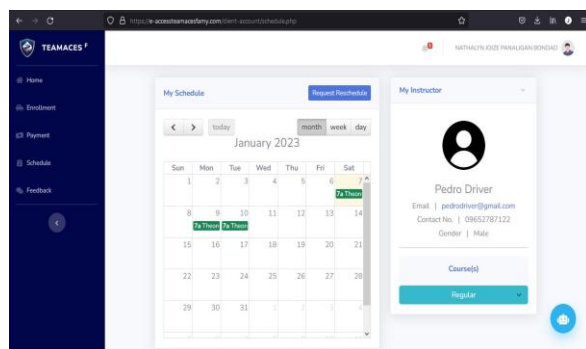 https://e-accessteamacesfamy.com/client-account/schedule.php
TEAMACES F
Home
Enrollment
Payment
Schedule
Feedback
My Schedule
Request Reschedule
today
month week day
January 2023
Sun Mon Tue Wed Thu Fri Sat
1 2 3 4 5 6 7
7a Theori
8 9 10 11 12 13 14
7a Theori 7a Theori
15 16 17 18 19 20 21
22 23 24 25 26 27 28
29 30 31 1 2 3 4
My Instructor
Pedro Driver
Email | pedrodriver@gmail.com
Contact No. | 09652787122
Gender | Male
Course(s)
Regular